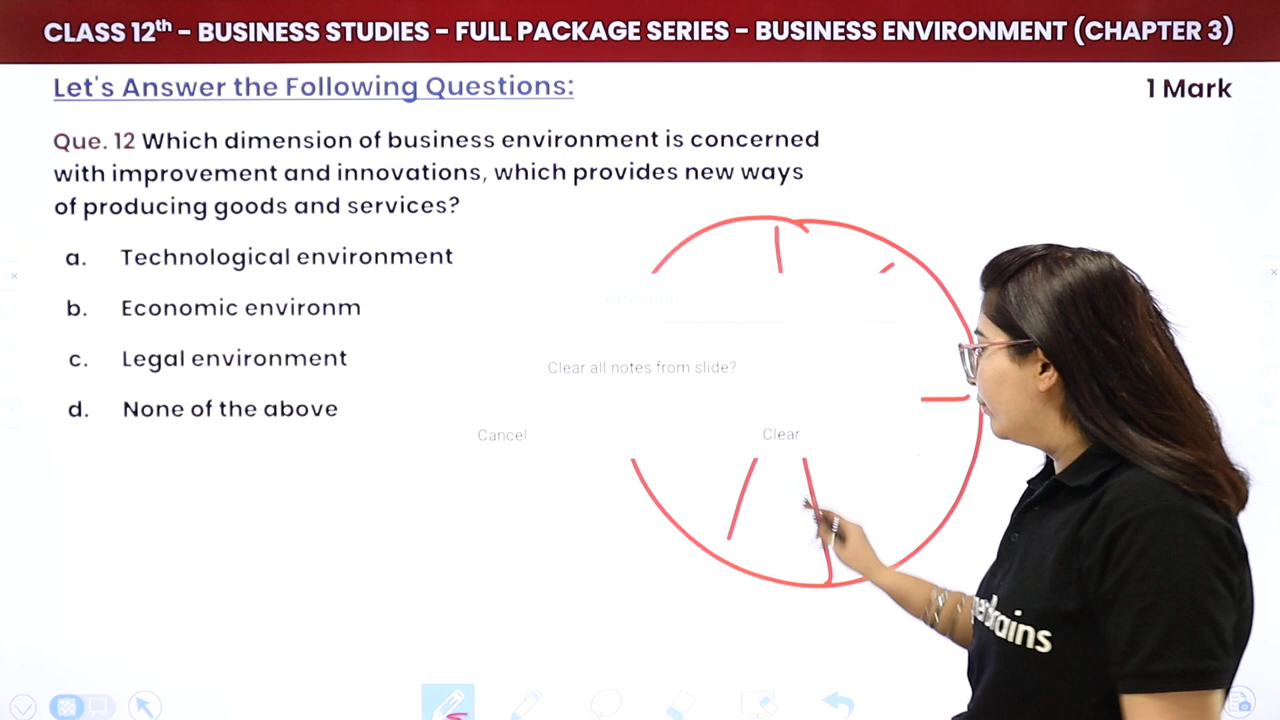 CLASS 12th – BUSINESS STUDIES – FULL PACKAGE SERIES – BUSINESS ENVIRONMENT (CHAPTER 3)
Let's Answer the Following Questions:
1 Mark
Que. 12 Which dimension of business environment is concerned
with improvement and innovations, which provides new ways
of producing goods and services?
a. Technological environment
b. Economic environm
c. Legal environment
d. None of the above
Attention
Clear all notes from slide?
Cancel
Clear